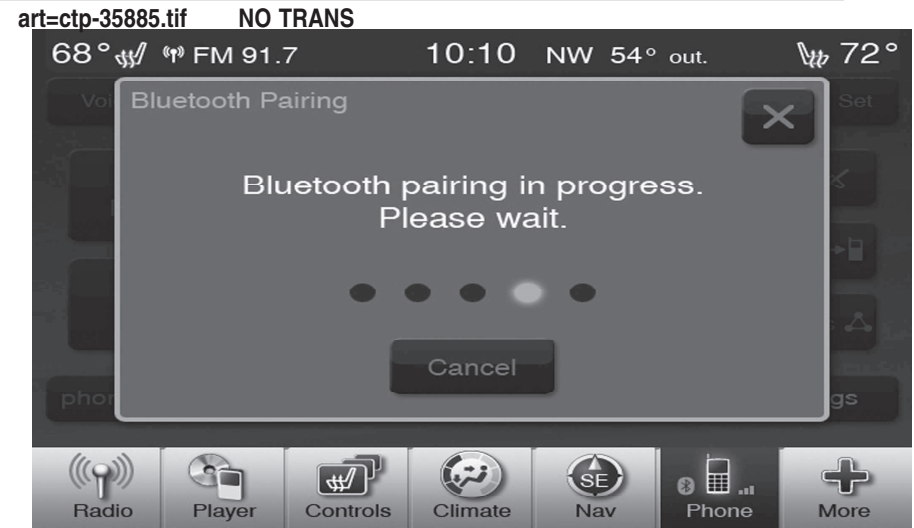 art=ctp-35885.tif NO TRANS
68° FM 91.7 10:10 NW 54° out. 72°
Set
Bluetooth Pairing
Bluetooth pairing in progress.
Please wait.
Cancel
Radio Player Controls Climate SE Nav Phone More